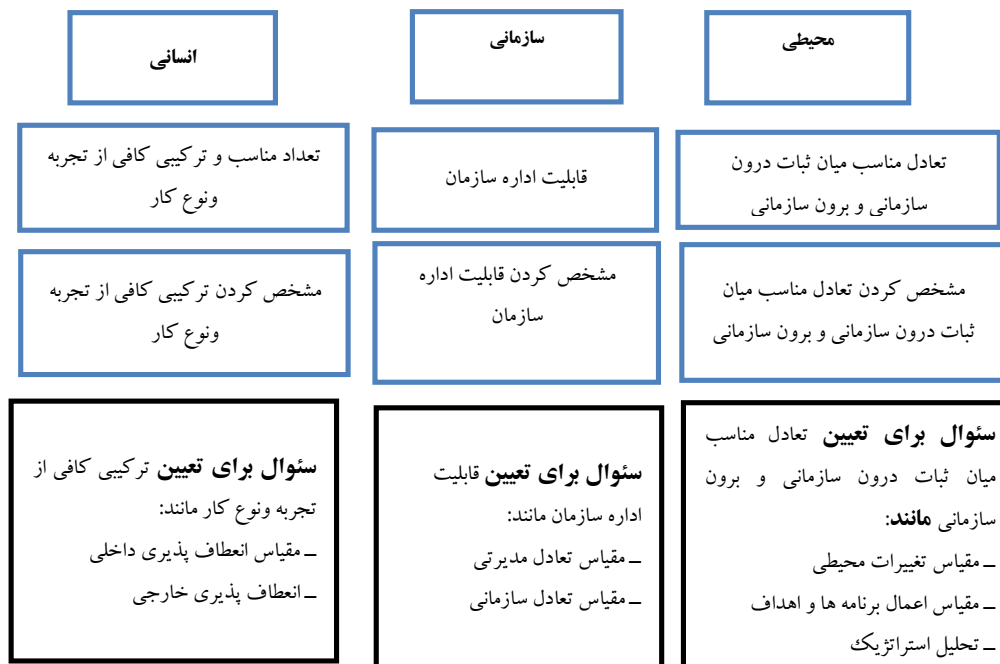 محیطی
سازمانی
انسانی
تعادل مناسب میان ثبات درون
سازمانی و برون سازمانی
قابلیت اداره سازمان
تعداد مناسب و ترکیبی کافی از تجربه
ونوع کار
مشخص کردن تعادل مناسب میان
ثبات درون سازمانی و برون سازمانی
مشخص کردن قابلیت اداره
سازمان
مشخص کردن ترکیبی کافی از تجربه
ونوع کار
سئوال برای تعیین تعادل مناسب
میان ثبات درون سازمانی و برون
سازمانی مانند:
– مقیاس تغییرات محیطی
– مقیاس اعمال برنامه ها و اهداف
– تحلیل استراتژیک
سئوال برای تعیین قابلیت
اداره سازمان مانند:
– مقیاس تعادل مدیرتی
– مقیاس تعادل سازمانی
سئوال برای تعیین ترکیبی کافی از
تجربه ونوع کار مانند:
– مقیاس انعطاف پذیری داخلی
– انعطاف پذیری خارجی